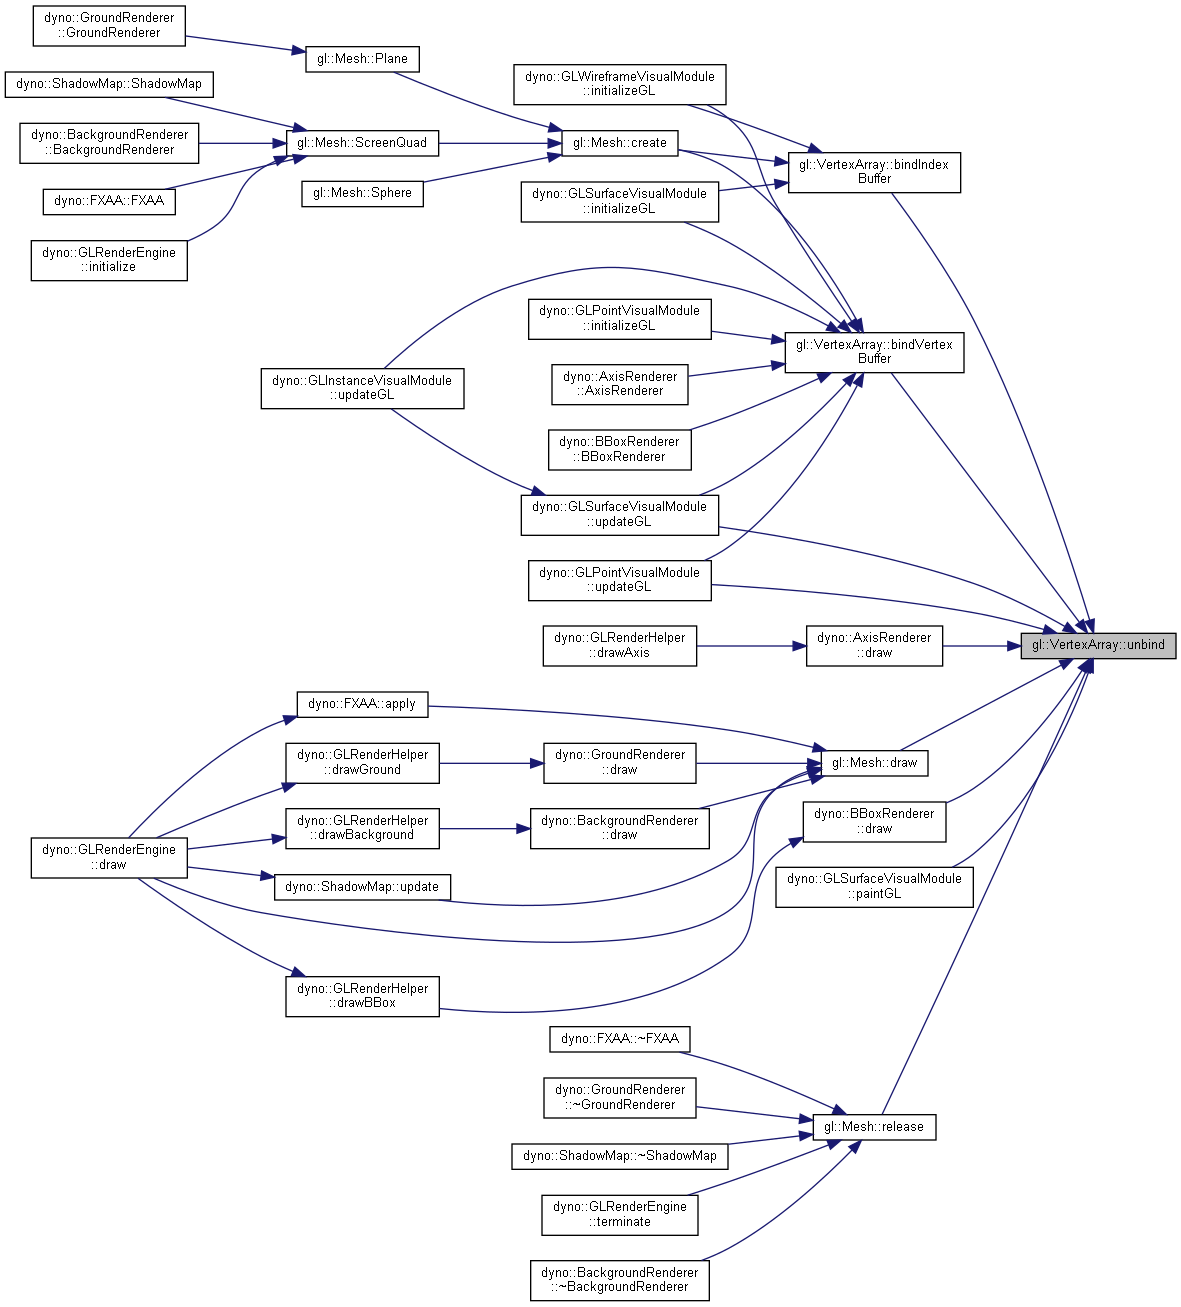 dyno::GroundRenderer
::GroundRenderer
gl::Mesh::Plane
dyno::ShadowMap::ShadowMap
dyno::GLWireframeVisualModule
::initializeGL
dyno::BackgroundRenderer
::BackgroundRenderer
gl::Mesh::ScreenQuad
gl::Mesh::create
gl::VertexArray::bindIndex
Buffer
dyno::FXAA::FXAA
gl::Mesh::Sphere
dyno::GLSurfaceVisualModule
::initializeGL
dyno::GLRenderEngine
::initialize
dyno::GLPointVisualModule
::initializeGL
gl::VertexArray::bindVertex
Buffer
dyno::GLInstanceVisualModule
::updateGL
dyno::AxisRenderer
::AxisRenderer
dyno::BBoxRenderer
::BBoxRenderer
dyno::GLSurfaceVisualModule
::updateGL
dyno::GLPointVisualModule
::updateGL
dyno::GLRenderHelper
::drawAxis
dyno::AxisRenderer
::draw
gl::VertexArray::unbind
dyno::FXAA::apply
dyno::GLRenderHelper
::drawGround
dyno::GroundRenderer
::draw
gl::Mesh::draw
dyno::GLRenderHelper
::drawBackground
dyno::BackgroundRenderer
::draw
dyno::BBoxRenderer
::draw
dyno::GLRenderEngine
::draw
dyno::ShadowMap::update
dyno::GLSurfaceVisualModule
::paintGL
dyno::GLRenderHelper
::drawBBox
dyno::FXAA::~FXAA
dyno::GroundRenderer
::~GroundRenderer
gl::Mesh::release
dyno::ShadowMap::~ShadowMap
dyno::GLRenderEngine
::terminate
dyno::BackgroundRenderer
::~BackgroundRenderer